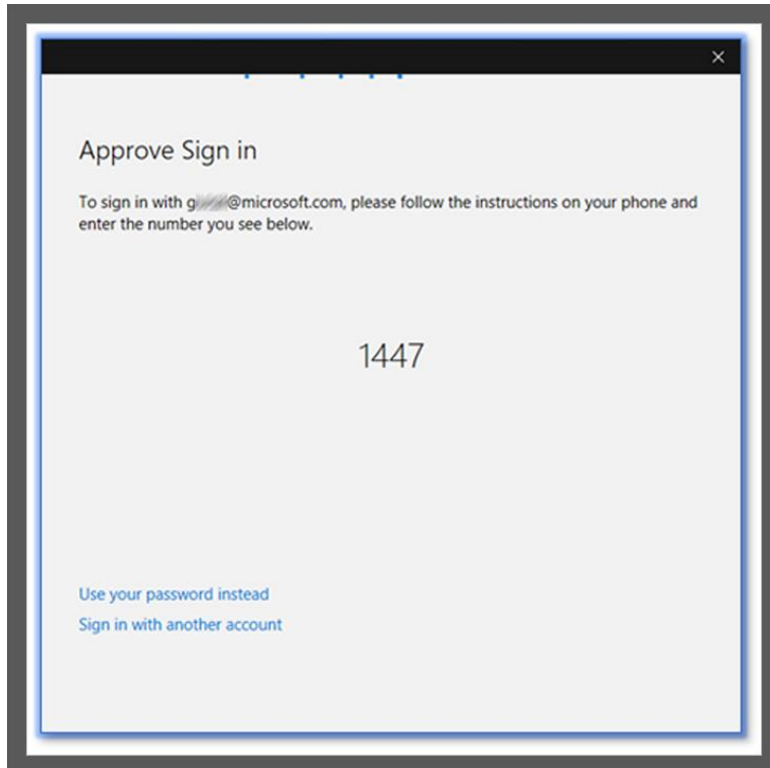 Approve Sign in
To sign in with g @microsoft.com, please follow the instructions on your phone and
enter the number you see below.
1447
Use your password instead
Sign in with another account